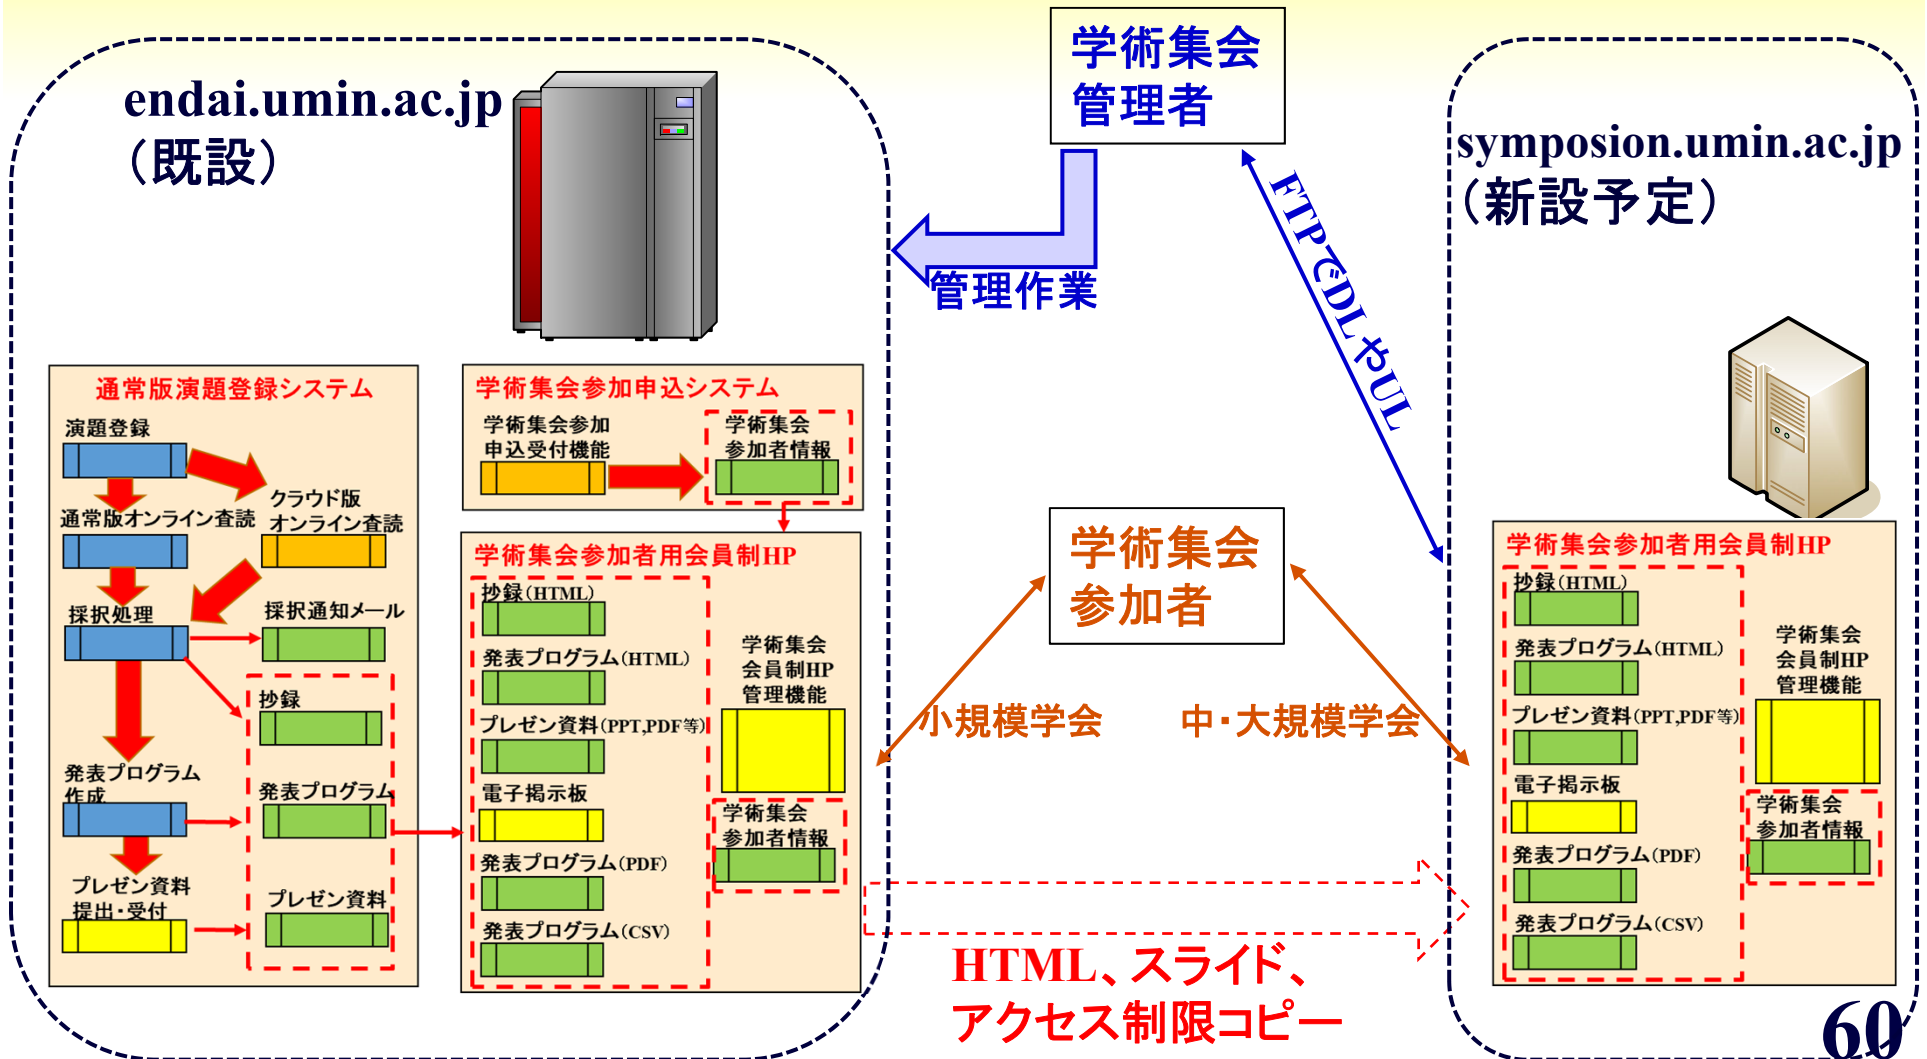 endai.umin.ac.jp
（既設）
学術集会
管理者
symposion.umin.ac.jp
（新設予定）
管理作業
FTPでDLやUL
通常版演題登録システム
演題登録
クラウド版
オンライン査読
通常版オンライン査読
採択処理
採択通知メール
抄録
発表プログラム
作成
発表プログラム
プレゼン資料
提出・受付
プレゼン資料
学術集会参加申込システム
学術集会参加
申込受付機能
学術集会
参加者情報
学術集会参加者用会員制HP
抄録（HTML）
発表プログラム（HTML）
プレゼン資料（PPT,PDF等）
電子掲示板
発表プログラム（PDF）
発表プログラム（CSV）
学術集会
会員制HP
管理機能
学術集会
参加者情報
学術集会
参加者
小規模学会
中・大規模学会
HTML、スライド、
アクセス制限コピー
学術集会参加者用会員制HP
抄録（HTML）
発表プログラム（HTML）
プレゼン資料（PPT,PDF等）
電子掲示板
発表プログラム（PDF）
発表プログラム（CSV）
学術集会
会員制HP
管理機能
学術集会
参加者情報
60